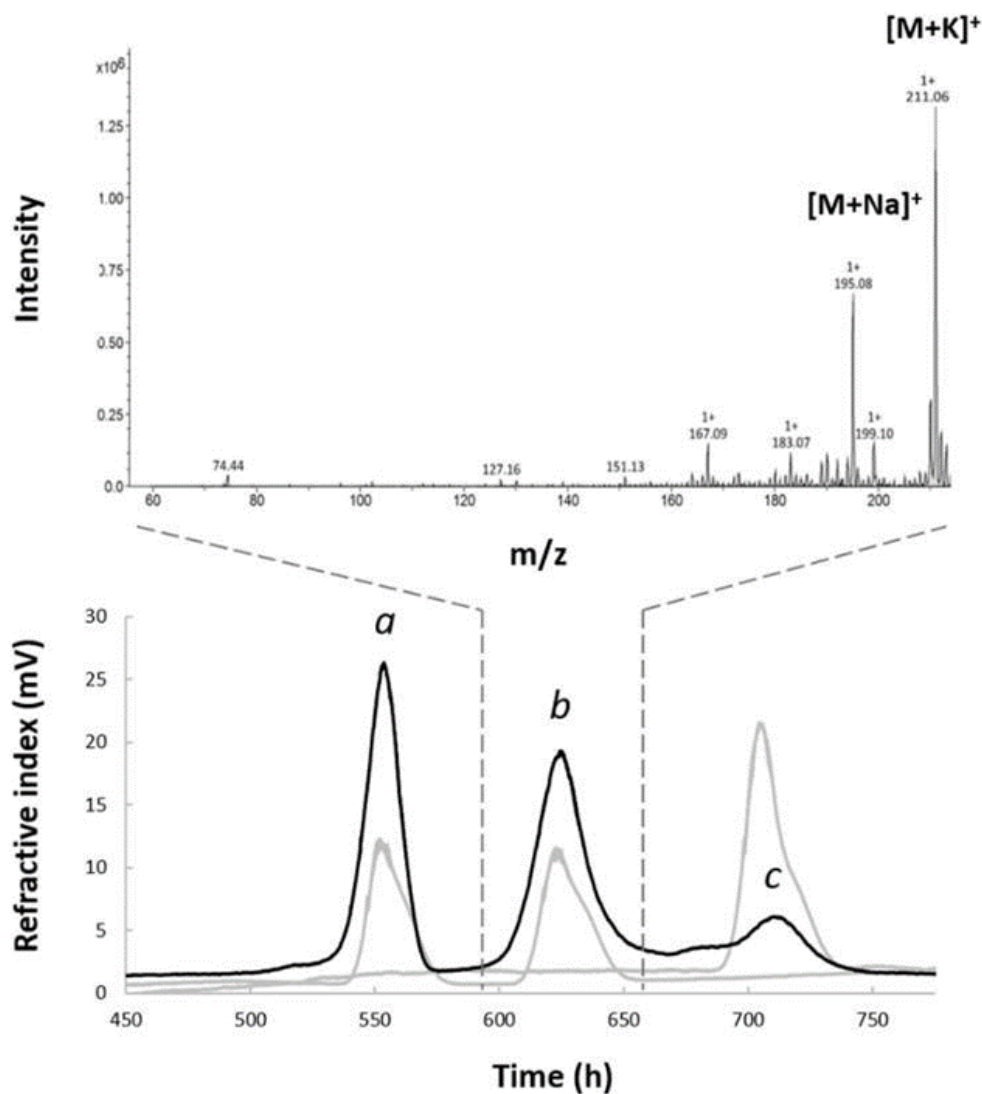 [M+K]⁺
x10⁶
1+
211.06
1.25
1.00
[M+Na]⁺
Intensity
0.75
1+
195.08
0.50
0.25
1+
167.09
1+
183.07
1+
199.10
74.44
127.16
151.13
0.0
60 80 100 120 140 160 180 200
m/z
30
a
25
b
20
15
c
10
5
0
Refractive index (mV)
450 500 550 600 650 700 750
Time (h)